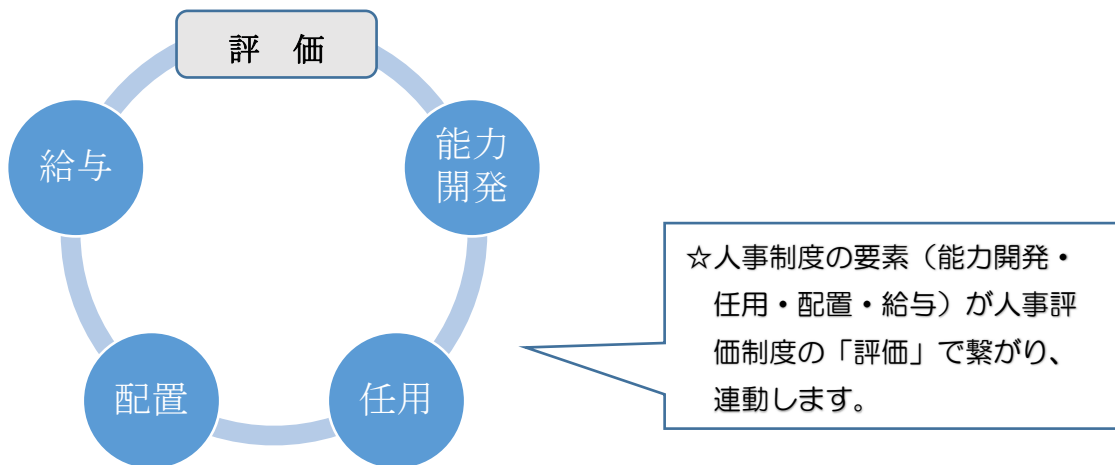 評　価
給与
能力
開発
配置
任用
☆人事制度の要素（能力開発・
任用・配置・給与）が人事評
価制度の「評価」で繋がり、
連動します。